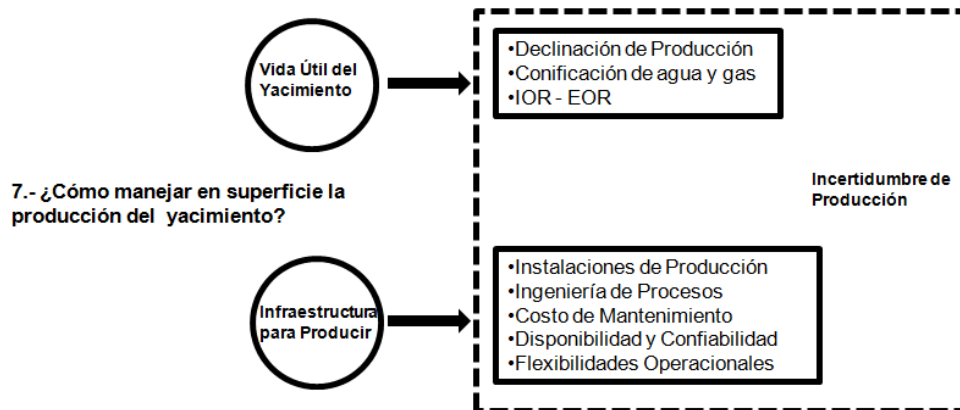 Vida Útil del
Yacimiento
•Declinación de Producción
•Conificación de agua y gas
•IOR - EOR
7.- ¿Cómo manejar en superficie la
producción del yacimiento?
Incertidumbre de
Producción
Infraestructura
para Producir
•Instalaciones de Producción
•Ingeniería de Procesos
•Costo de Mantenimiento
•Disponibilidad y Confiabilidad
•Flexibilidades Operacionales